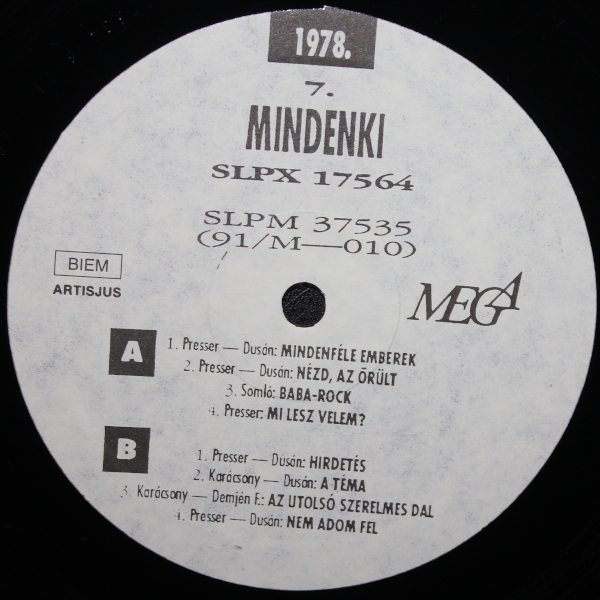 1978.
7.
MINDENKI
SLPX 17564
SLPM 37535
(91/M—010)
BIEM
ARTISJUS
MEGA
A
1. Presser — Dusán: MINDENFÉLE EMBEREK
2. Presser — Dusán: NÉZD, AZ ŐRÜLT
3. Somló: BABA-ROCK
4. Presser: MI LESZ VELEM?
B
1. Presser — Dusán: HIRDETÉS
2. Karácsony — Dusán: A TÉMA
3. Karácsony — Demjén F.: AZ UTOLSÓ SZERELMES DAL
4. Presser — Dusán: NEM ADOM FEL